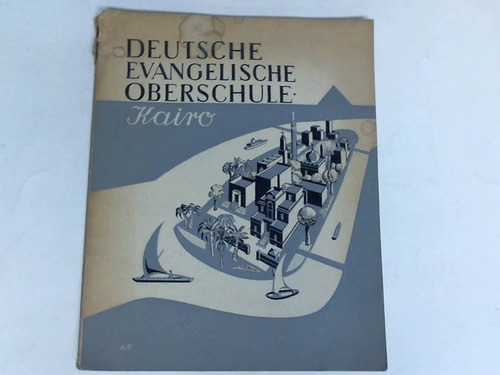 DEUTSCHE
EVANGELISCHE
OBERSCHULE·
Kairo